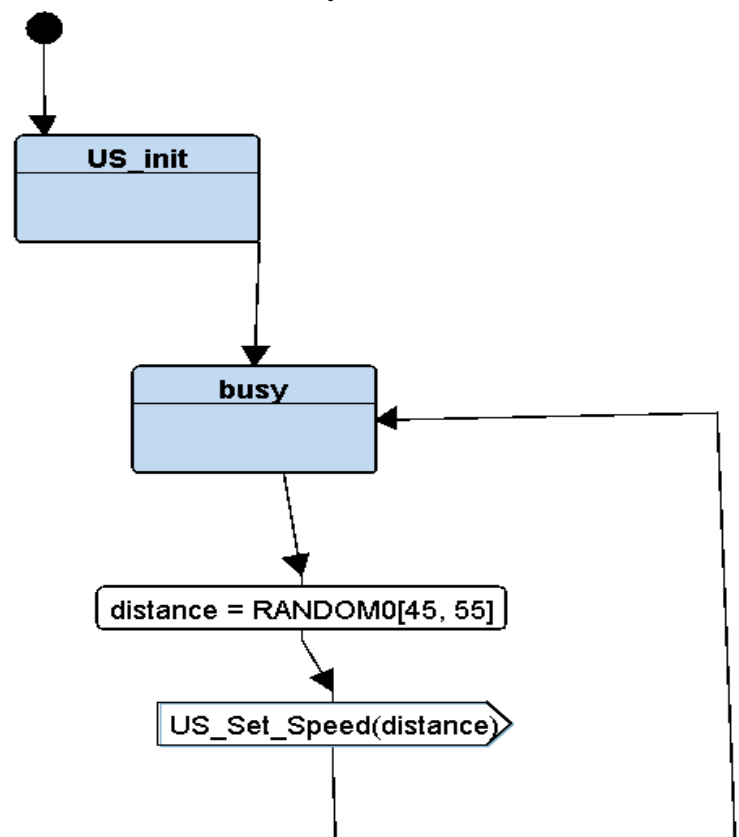 US_init
busy
distance = RANDOM0[45, 55]
US_Set_Speed(distance)